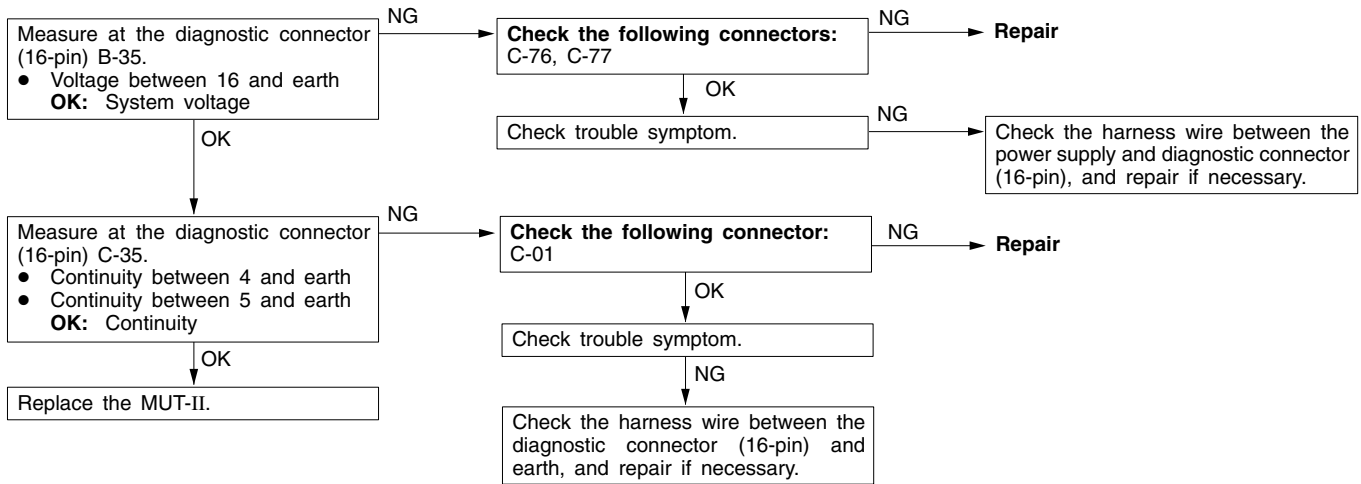 Measure at the diagnostic connector
(16-pin) B-35.
● Voltage between 16 and earth
OK: System voltage
NG
Check the following connectors:
C-76, C-77
NG
Repair
OK
Check trouble symptom.
NG
Check the harness wire between the
power supply and diagnostic connector
(16-pin), and repair if necessary.
OK
Measure at the diagnostic connector
(16-pin) C-35.
● Continuity between 4 and earth
● Continuity between 5 and earth
OK: Continuity
NG
Check the following connector:
C-01
NG
Repair
OK
Check trouble symptom.
NG
Check the harness wire between the
diagnostic connector (16-pin) and
earth, and repair if necessary.
OK
Replace the MUT-II.